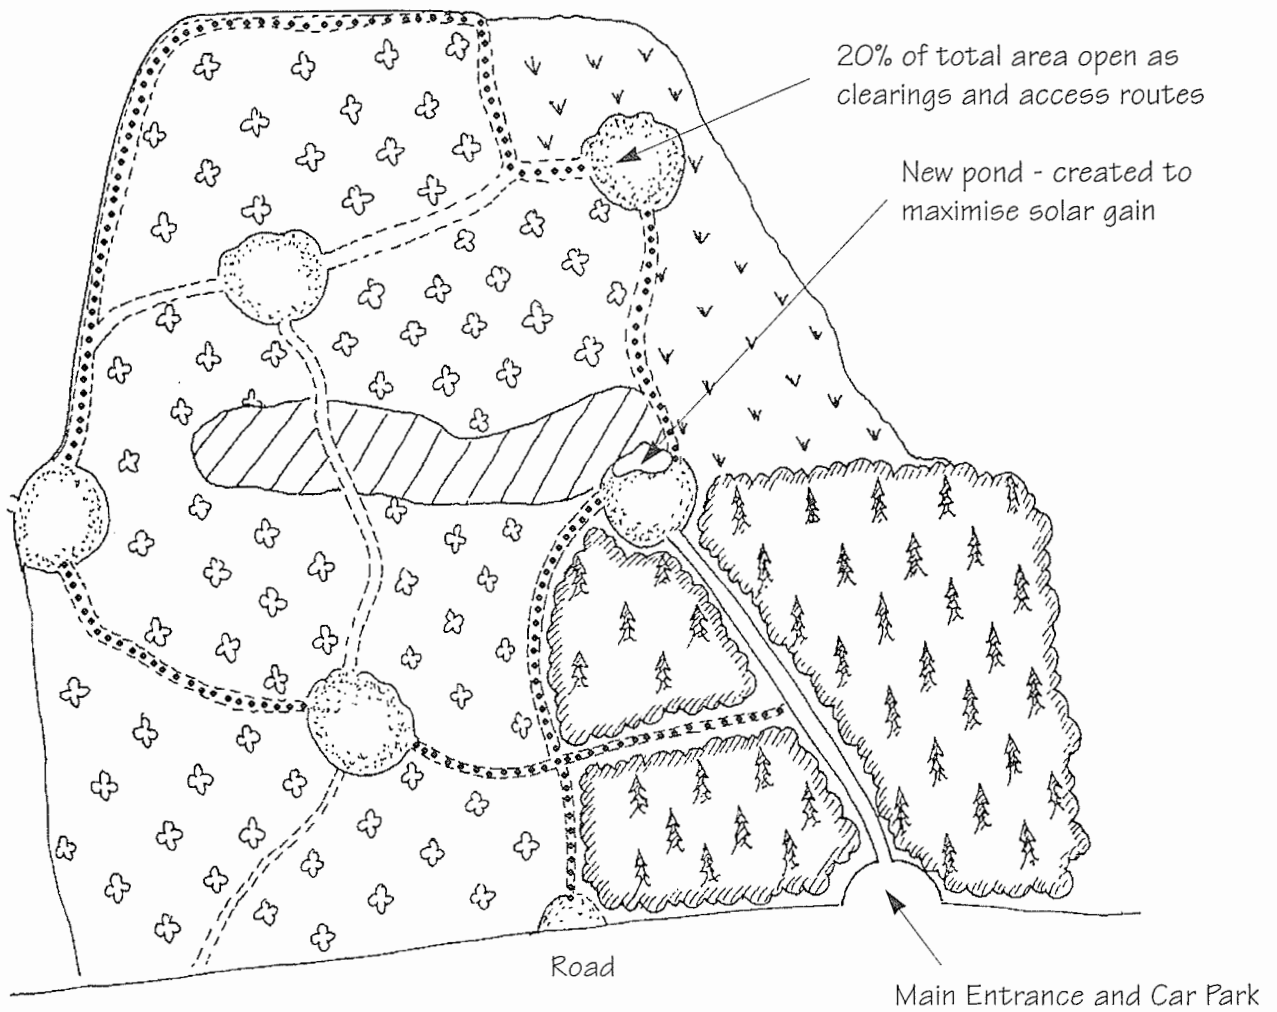 20% of total area open as
clearings and access routes
New pond - created to
maximise solar gain
Road
Main Entrance and Car Park